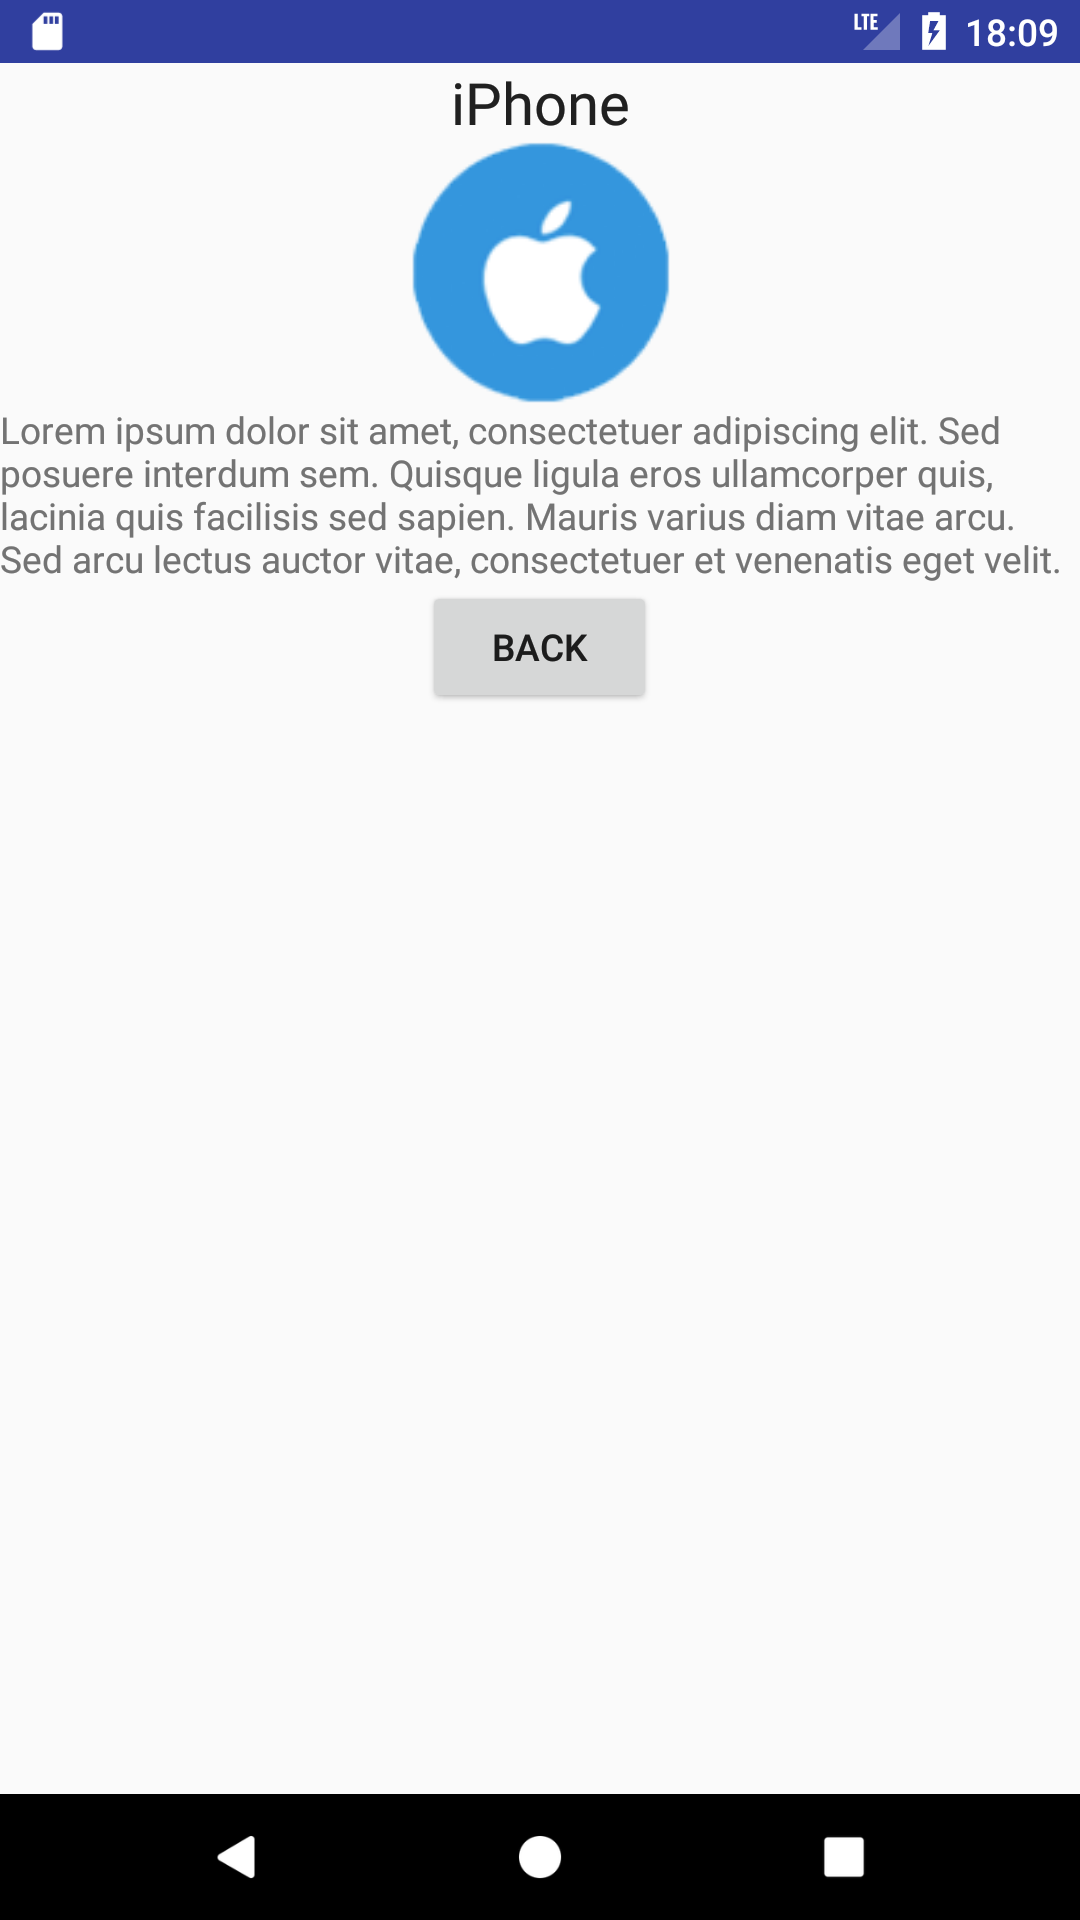 LTE 18:09
iPhone
Lorem ipsum dolor sit amet, consectetuer adipiscing elit. Sed
posuere interdum sem. Quisque ligula eros ullamcorper quis,
lacinia quis facilisis sed sapien. Mauris varius diam vitae arcu.
Sed arcu lectus auctor vitae, consectetuer et venenatis eget velit.
BACK